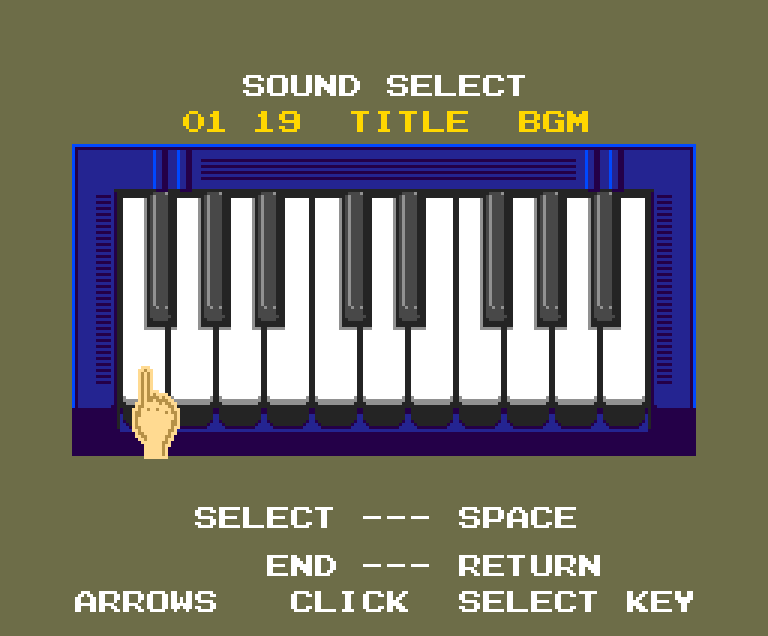 SOUND SELECT
01 19 TITLE BGM
SELECT --- SPACE
END --- RETURN
ARROWS CLICK SELECT KEY